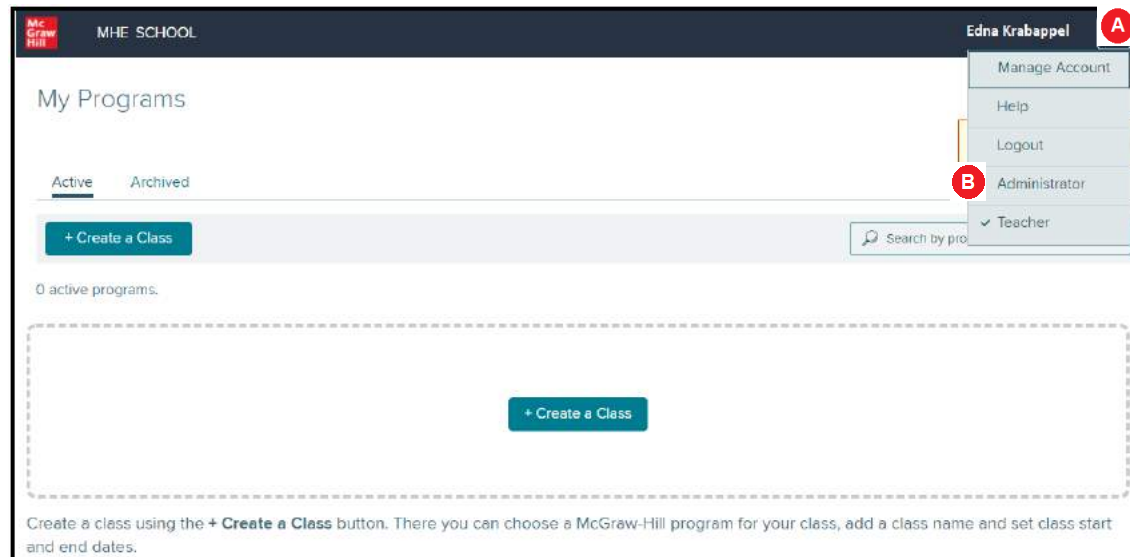 Mc
Graw
Hill
MHE SCHOOL
Edna Krabappel
A
Manage Account
My Programs
Help
Logout
Active Archived
B
Administrator
✓ Teacher
+ Create a Class
Search by pro
0 active programs.
+ Create a Class
Create a class using the + Create a Class button. There you can choose a McGraw-Hill program for your class, add a class name and set class start
and end dates.